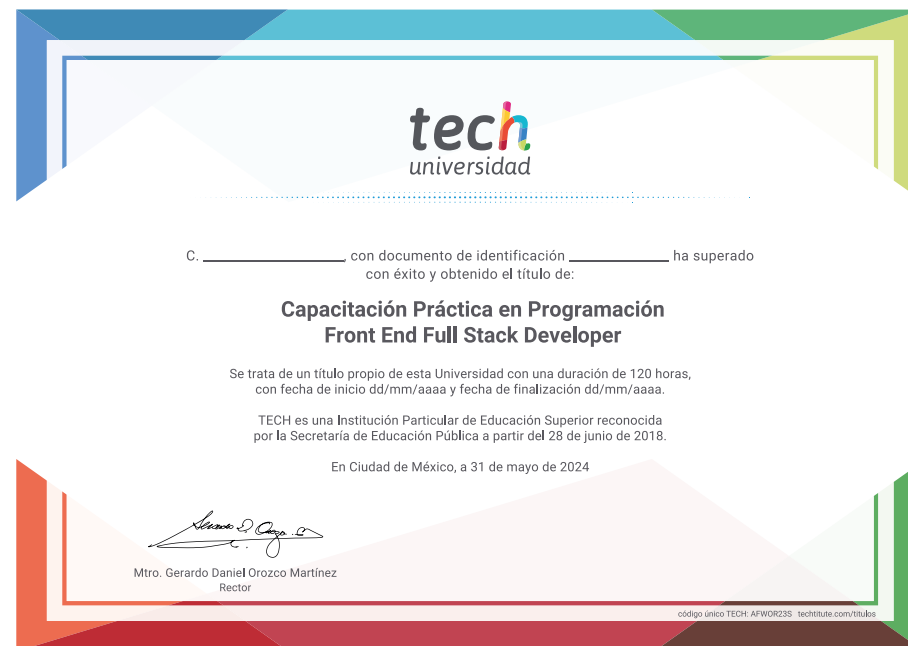 tech
universidad
C. ____________, con documento de identificación ____________ ha superado
con éxito y obtenido el título de:
Capacitación Práctica en Programación
Front End Full Stack Developer
Se trata de un título propio de esta Universidad con una duración de 120 horas,
con fecha de inicio dd/mm/aaaa y fecha de finalización dd/mm/aaaa.
TECH es una Institución Particular de Educación Superior reconocida
por la Secretaría de Educación Pública a partir del 28 de junio de 2018.
En Ciudad de México, a 31 de mayo de 2024
Mtro. Gerardo Daniel Orozco Martínez
Rector
código único TECH: AFWOR23S techtitute.com/titulos